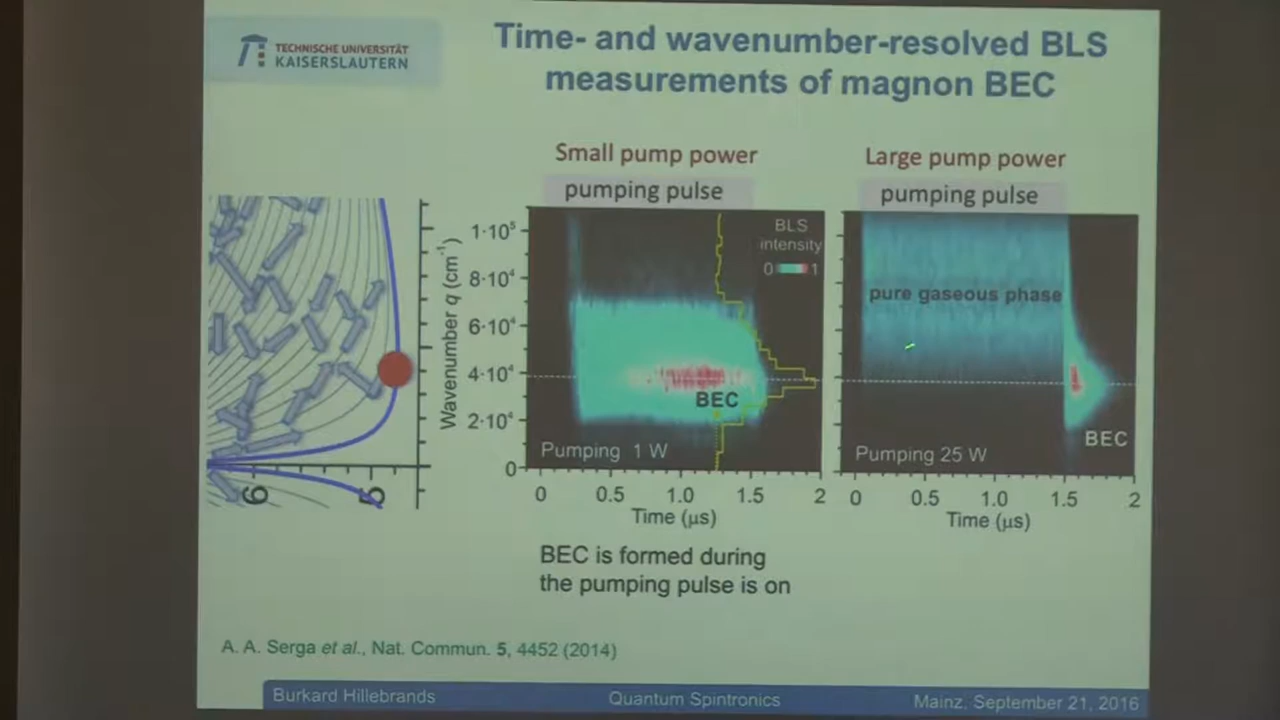 TECHNISCHE UNIVERSITÄT
KAISERSLAUTERN
Time- and wavenumber-resolved BLS
measurements of magnon BEC
Small pump power
pumping pulse
Large pump power
pumping pulse
Wavenumber q (cm⁻¹)
1·10⁵
8·10⁴
6·10⁴
4·10⁴
2·10⁴
0
BLS
intensity
0 1
BEC
Pumping 1 W
0 0.5 1.0 1.5 2
Time (µs)
pure gaseous phase
BEC
Pumping 25 W
0 0.5 1.0 1.5 2
Time (µs)
6 5
BEC is formed during
the pumping pulse is on
A. A. Serga et al., Nat. Commun. 5, 4452 (2014)
Burkard Hillebrands Quantum Spintronics Mainz, September 21, 2016